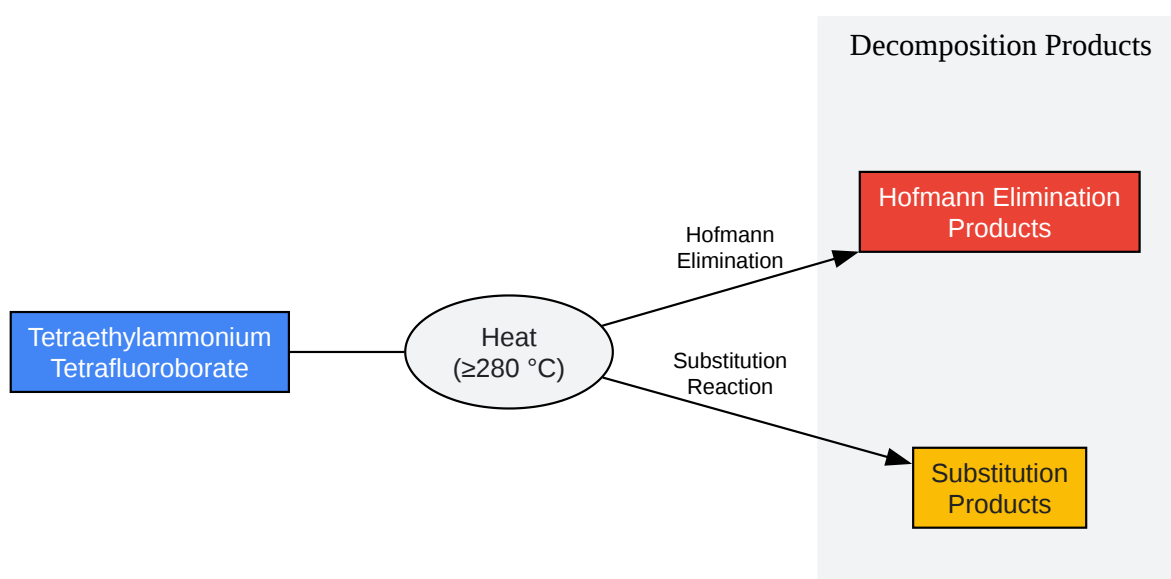 Decomposition Products
Hofmann Elimination
Products
Hofmann
Elimination
Tetraethylammonium
Tetrafluoroborate
Heat
(≥280 °C)
Substitution
Reaction
Substitution
Products